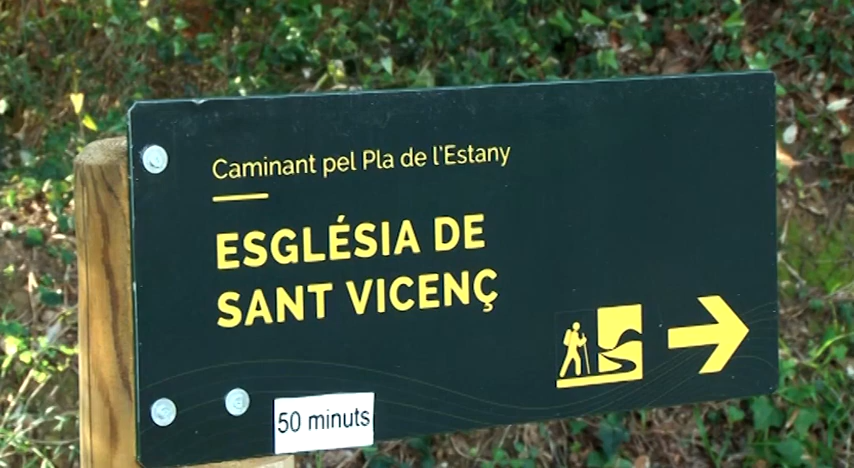 Caminant pel Pla de l'Estany
ESGLÉSIA DE
SANT VICENÇ
50 minuts